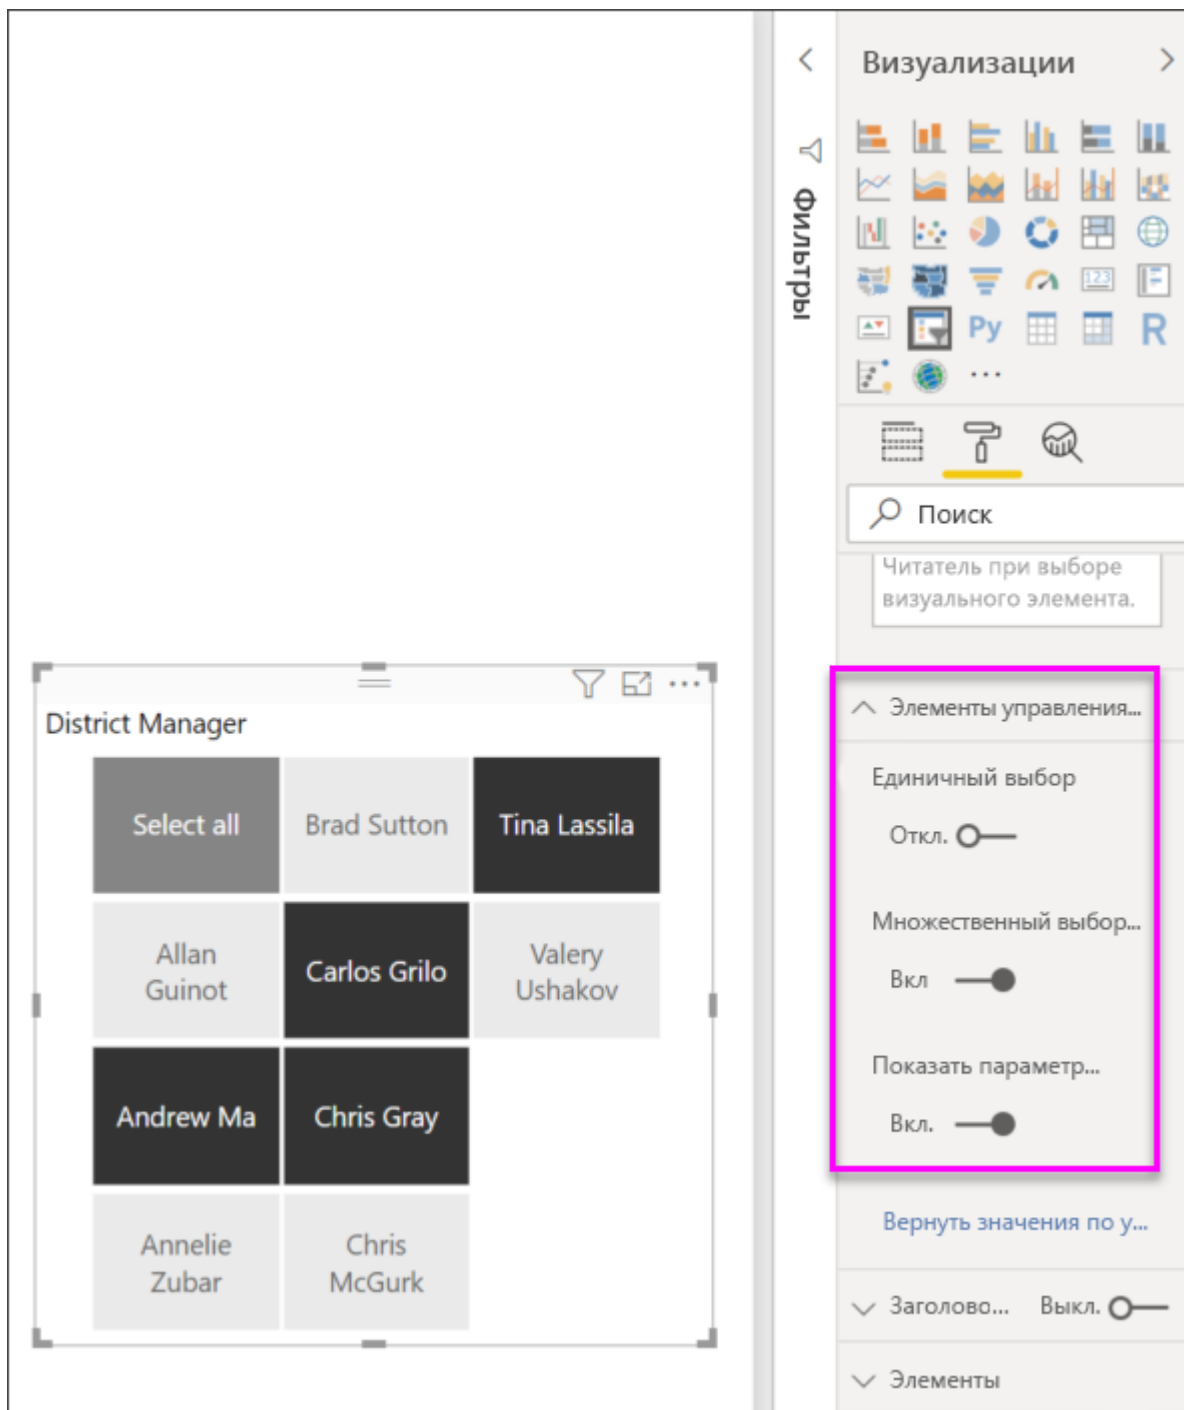 Визуализации
Фильтры
123
Py
R
Поиск
Читатель при выборе
визуального элемента.
District Manager
Select all
Brad Sutton
Tina Lassila
Allan
Guinot
Carlos Grilo
Valery
Ushakov
Andrew Ma
Chris Gray
Annelie
Zubar
Chris
McGurk
Элементы управления...
Единичный выбор
Откл.
Множественный выбор...
Вкл
Показать параметр...
Вкл.
Вернуть значения по у...
Заголово... Выкл.
Элементы